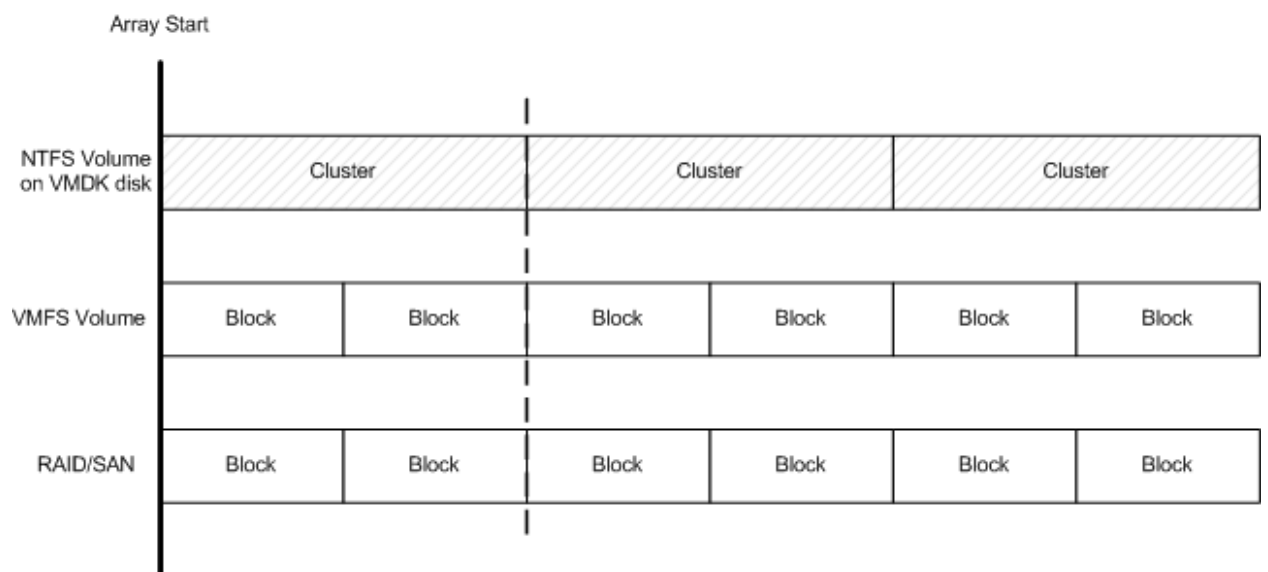 Array Start
NTFS Volume
on VMDK disk
Cluster Cluster Cluster
VMFS Volume Block Block Block Block Block Block
RAID/SAN Block Block Block Block Block Block